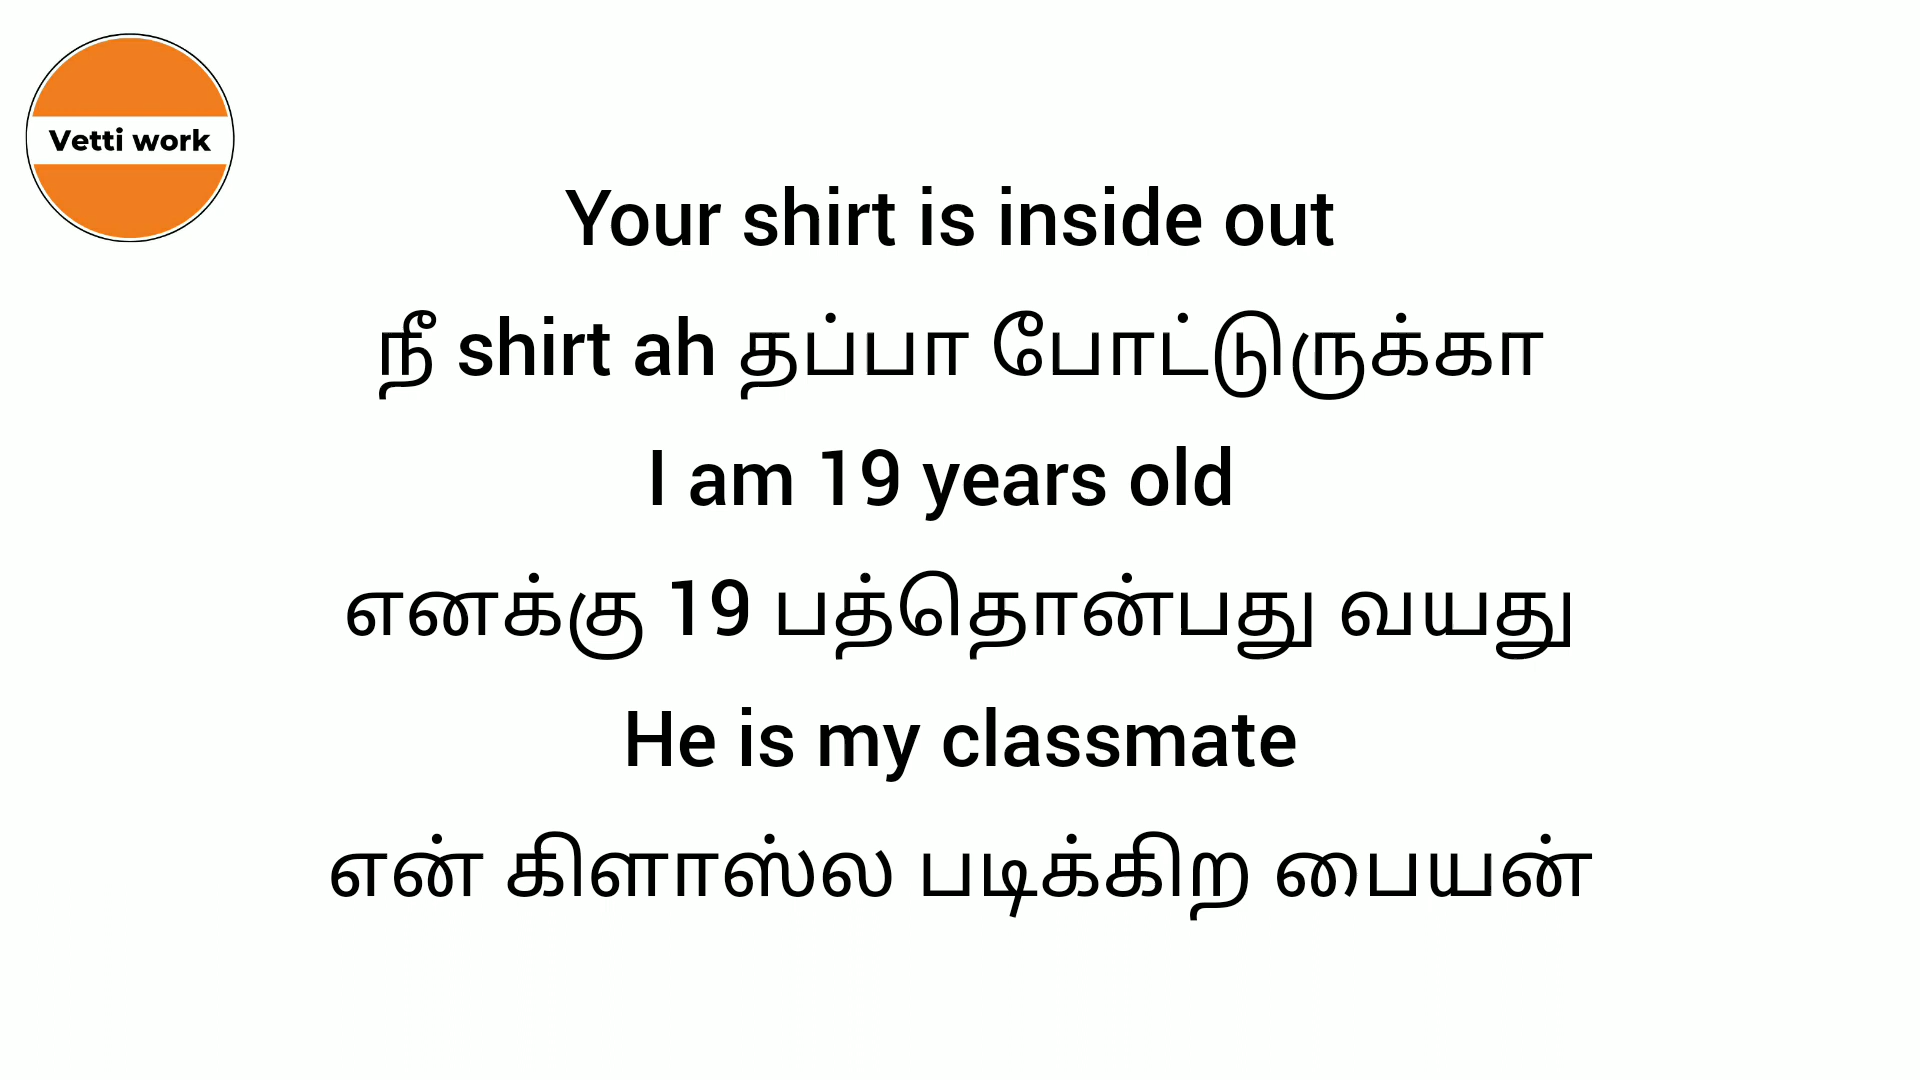 Vetti work
Your shirt is inside out
நீ shirt ah தப்பா போட்டுருக்கா
I am 19 years old
எனக்கு 19 பத்தொன்பது வயது
He is my classmate
என் கிளாஸ்ல படிக்கிற பையன்